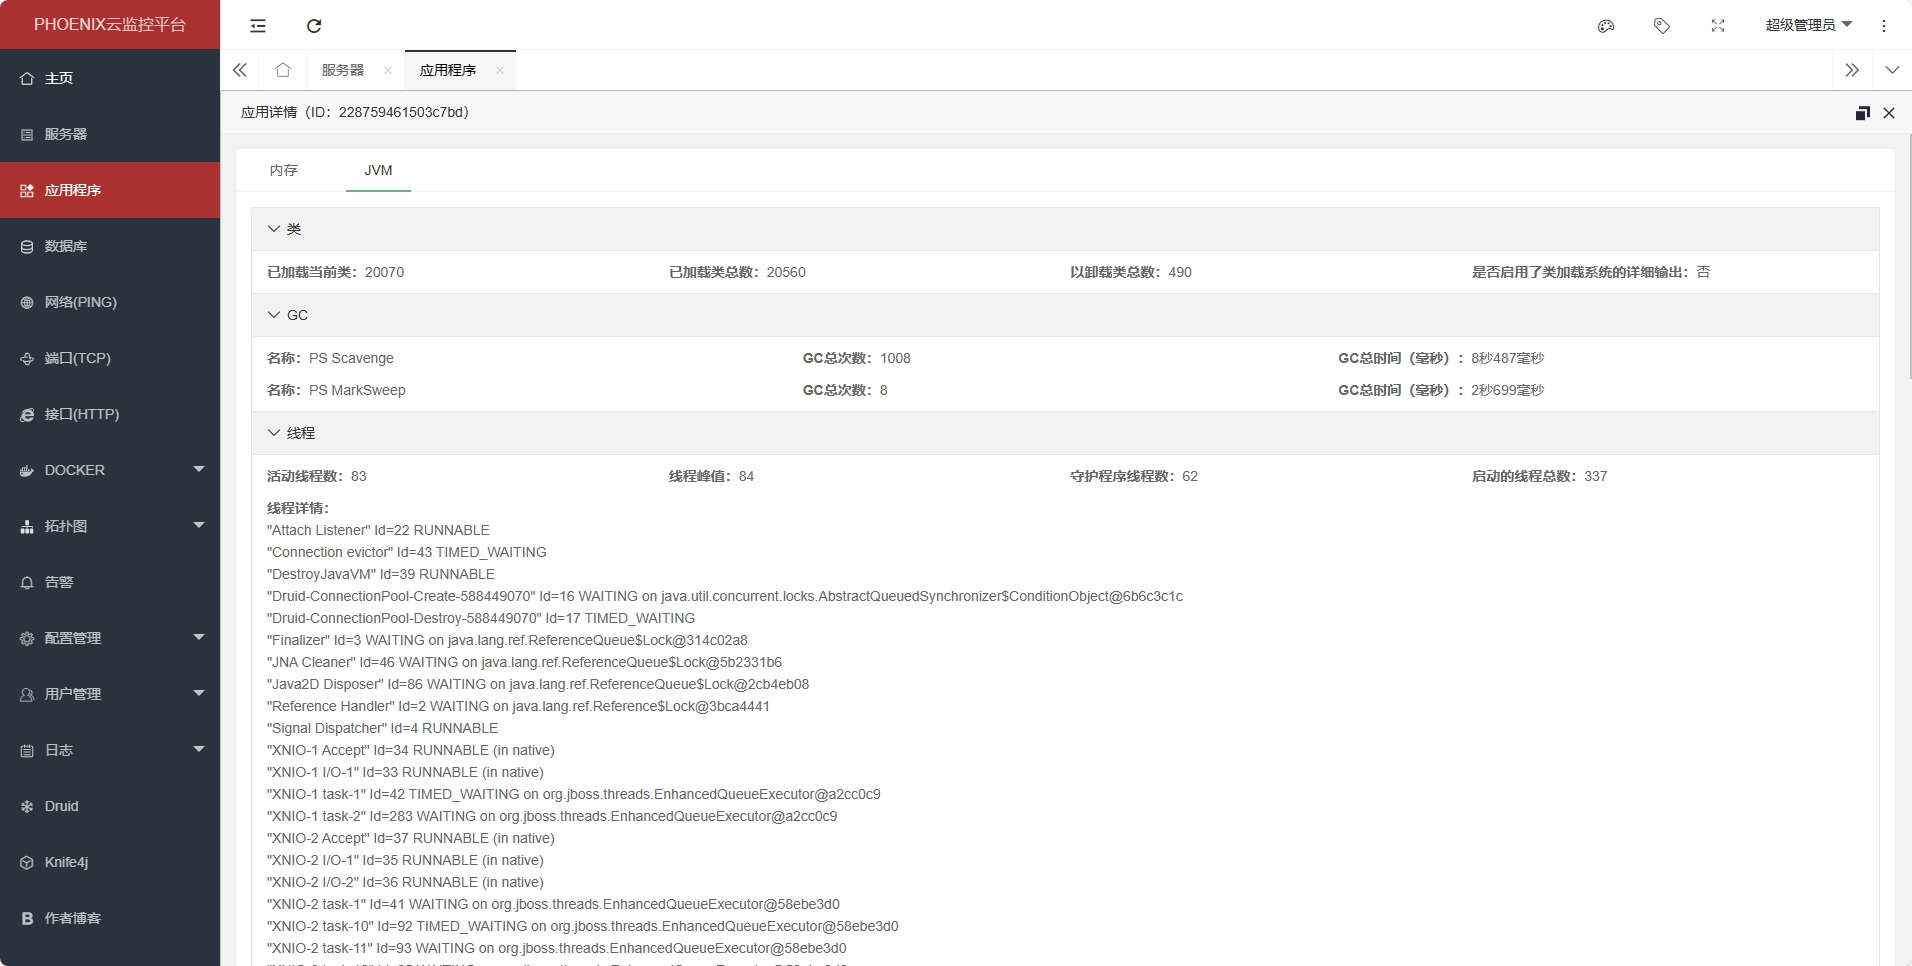 PHOENIX云监控平台
超级管理员
主页
服务器
应用程序
数据库
网络(PING)
端口(TCP)
接口(HTTP)
DOCKER
拓扑图
告警
配置管理
用户管理
日志
Druid
Knife4j
B 作者博客
服务器
应用程序
应用详情（ID：228759461503c7bd）
内存 JVM
类
已加载当前类：20070 已加载类总数：20560 以卸载类总数：490 是否启用了类加载系统的详细输出：否
GC
名称：PS Scavenge GC总次数：1008 GC总时间（毫秒）：8秒487毫秒
名称：PS MarkSweep GC总次数：8 GC总时间（毫秒）：2秒699毫秒
线程
活动线程数：83 线程峰值：84 守护程序线程数：62 启动的线程总数：337
线程详情：
"Attach Listener" Id=22 RUNNABLE
"Connection evictor" Id=43 TIMED_WAITING
"DestroyJavaVM" Id=39 RUNNABLE
"Druid-ConnectionPool-Create-588449070" Id=16 WAITING on java.util.concurrent.locks.AbstractQueuedSynchronizer$ConditionObject@6b6c3c1c
"Druid-ConnectionPool-Destroy-588449070" Id=17 TIMED_WAITING
"Finalizer" Id=3 WAITING on java.lang.ref.ReferenceQueue$Lock@314c02a8
"JNA Cleaner" Id=46 WAITING on java.lang.ref.ReferenceQueue$Lock@5b2331b6
"Java2D Disposer" Id=86 WAITING on java.lang.ref.ReferenceQueue$Lock@2cb4eb08
"Reference Handler" Id=2 WAITING on java.lang.ref.Reference$Lock@3bca4441
"Signal Dispatcher" Id=4 RUNNABLE
"XNIO-1 Accept" Id=34 RUNNABLE (in native)
"XNIO-1 I/O-1" Id=33 RUNNABLE (in native)
"XNIO-1 task-1" Id=42 TIMED_WAITING on org.jboss.threads.EnhancedQueueExecutor@a2cc0c9
"XNIO-1 task-2" Id=283 WAITING on org.jboss.threads.EnhancedQueueExecutor@a2cc0c9
"XNIO-2 Accept" Id=37 RUNNABLE (in native)
"XNIO-2 I/O-1" Id=35 RUNNABLE (in native)
"XNIO-2 I/O-2" Id=36 RUNNABLE (in native)
"XNIO-2 task-1" Id=41 WAITING on org.jboss.threads.EnhancedQueueExecutor@58ebe3d0
"XNIO-2 task-10" Id=92 TIMED_WAITING on org.jboss.threads.EnhancedQueueExecutor@58ebe3d0
"XNIO-2 task-11" Id=93 WAITING on org.jboss.threads.EnhancedQueueExecutor@58ebe3d0